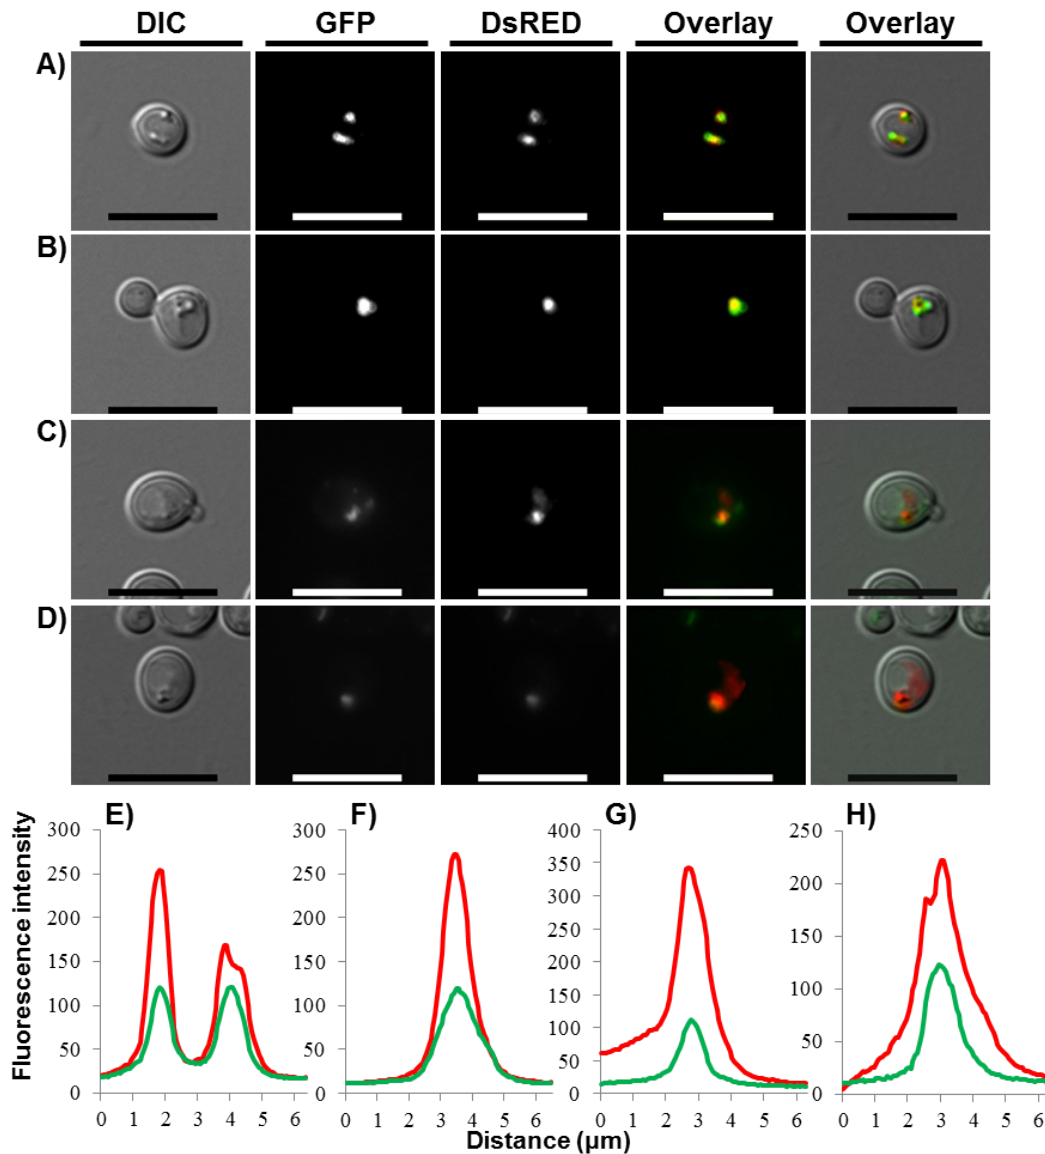 DIC GFP DsRED Overlay Overlay
A)
B)
C)
D)
E) F) G) H)
Fluorescence intensity
300
250
200
150
100
50
0
0 1 2 3 4 5 6
300
250
200
150
100
50
0
0 1 2 3 4 5 6
400
350
300
250
200
150
100
50
0
0 1 2 3 4 5 6
250
200
150
100
50
0
0 1 2 3 4 5 6
Distance (µm)